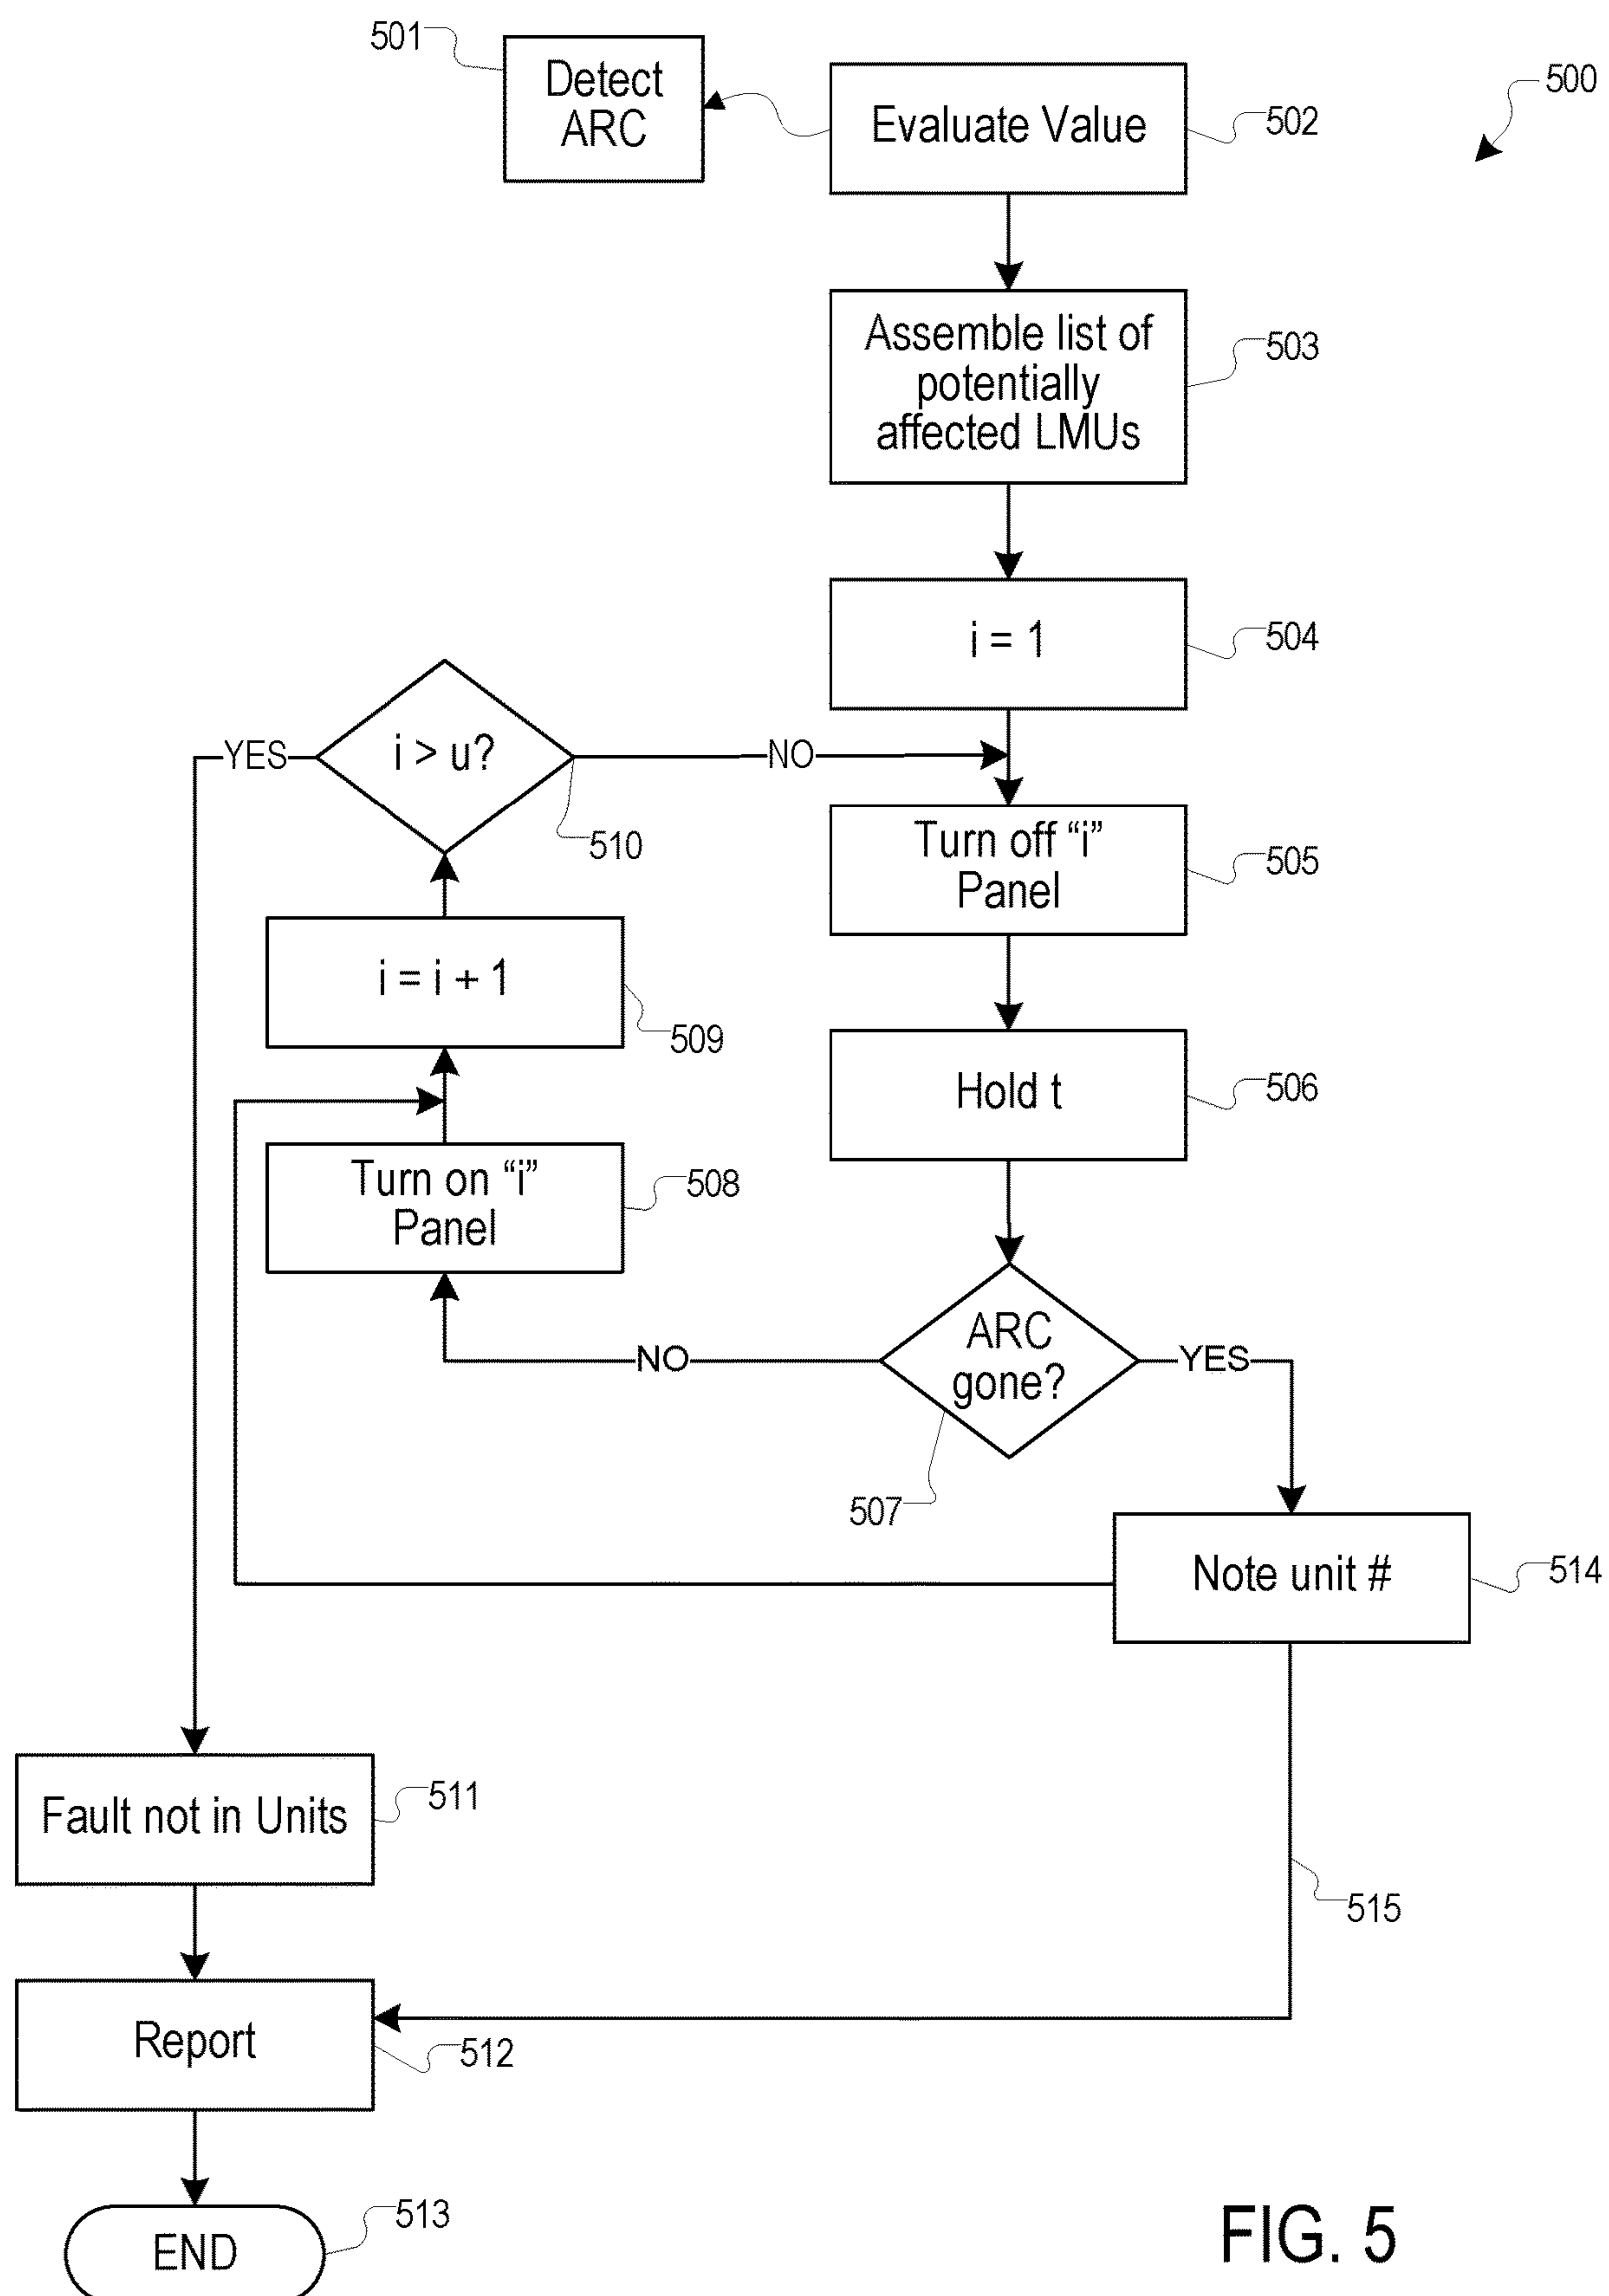 501
Detect
ARC
Evaluate Value
502
500
Assemble list of
potentially
affected LMUs
503
i = 1
504
YES
i > u?
NO
510
Turn off “i”
Panel
505
i = i + 1
509
Hold t
506
Turn on “i”
Panel
508
ARC
gone?
NO
YES
507
Note unit #
514
Fault not in Units
511
515
Report
512
END
513
FIG. 5